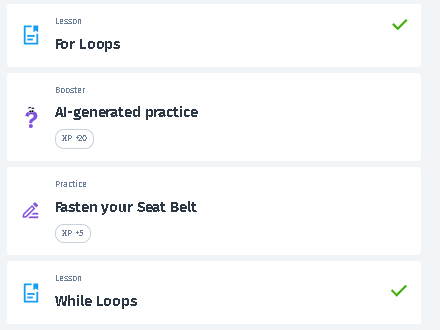 Lesson
For Loops
Booster
AI-generated practice
XP +20
Practice
Fasten your Seat Belt
XP +5
Lesson
While Loops